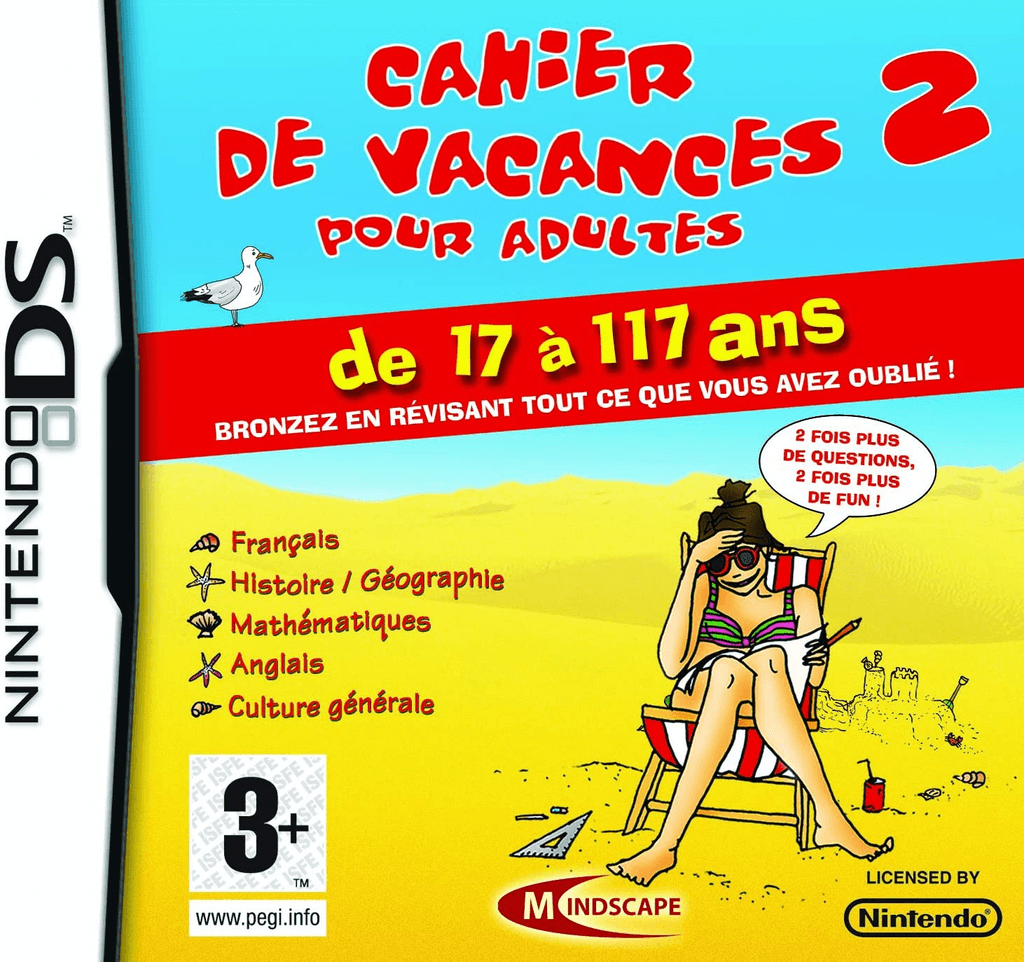 NINTENDO DS™
CAHIER
DE VACANCES 2
POUR ADULTES
de 17 à 117 ans
BRONZEZ EN RÉVISANT TOUT CE QUE VOUS AVEZ OUBLIÉ !
2 FOIS PLUS
DE QUESTIONS,
2 FOIS PLUS
DE FUN !
Français
Histoire / Géographie
Mathématiques
Anglais
Culture générale
ISFE
3+
TM
www.pegi.info
MINDSCAPE
LICENSED BY
Nintendo®